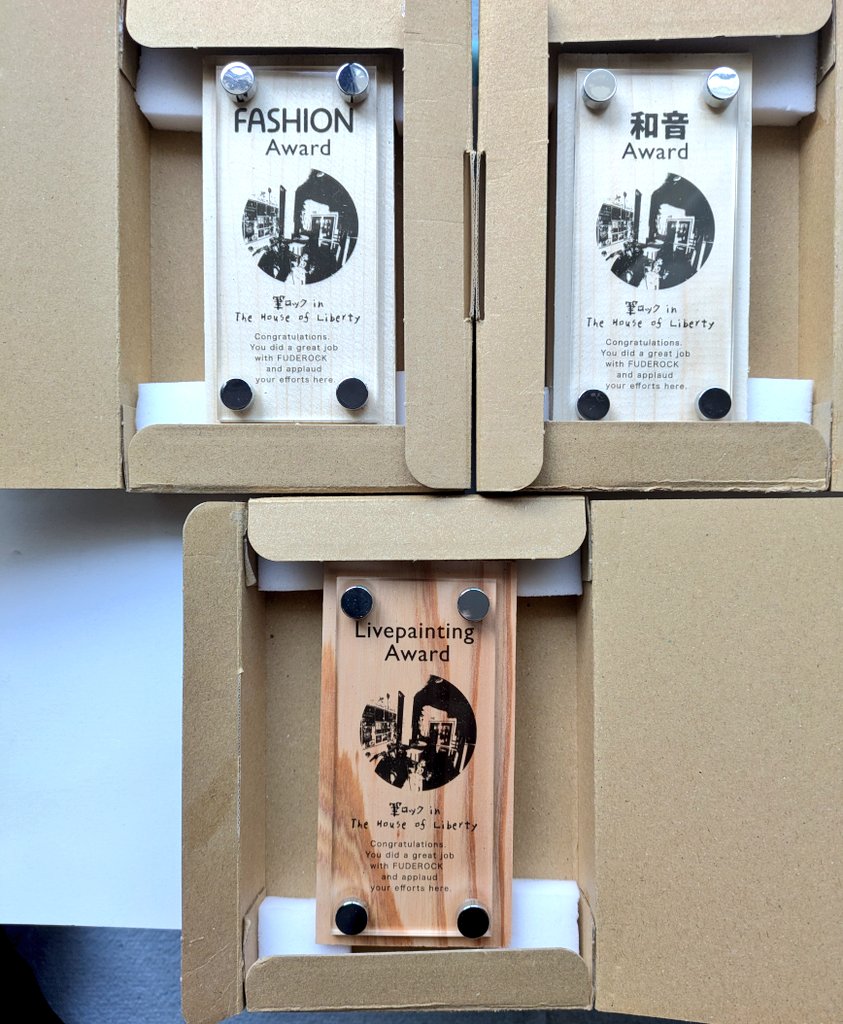 FASHION
Award
筆ロック in
The House of Liberty
Congratulations.
You did a great job
with FUDEROCK
and applaud
your efforts here.
和音
Award
筆ロック in
The House of Liberty
Congratulations.
You did a great job
with FUDEROCK
and applaud
your efforts here.
Livepainting
Award
筆ロック in
The House of Liberty
Congratulations.
You did a great job
with FUDEROCK
and applaud
your efforts here.